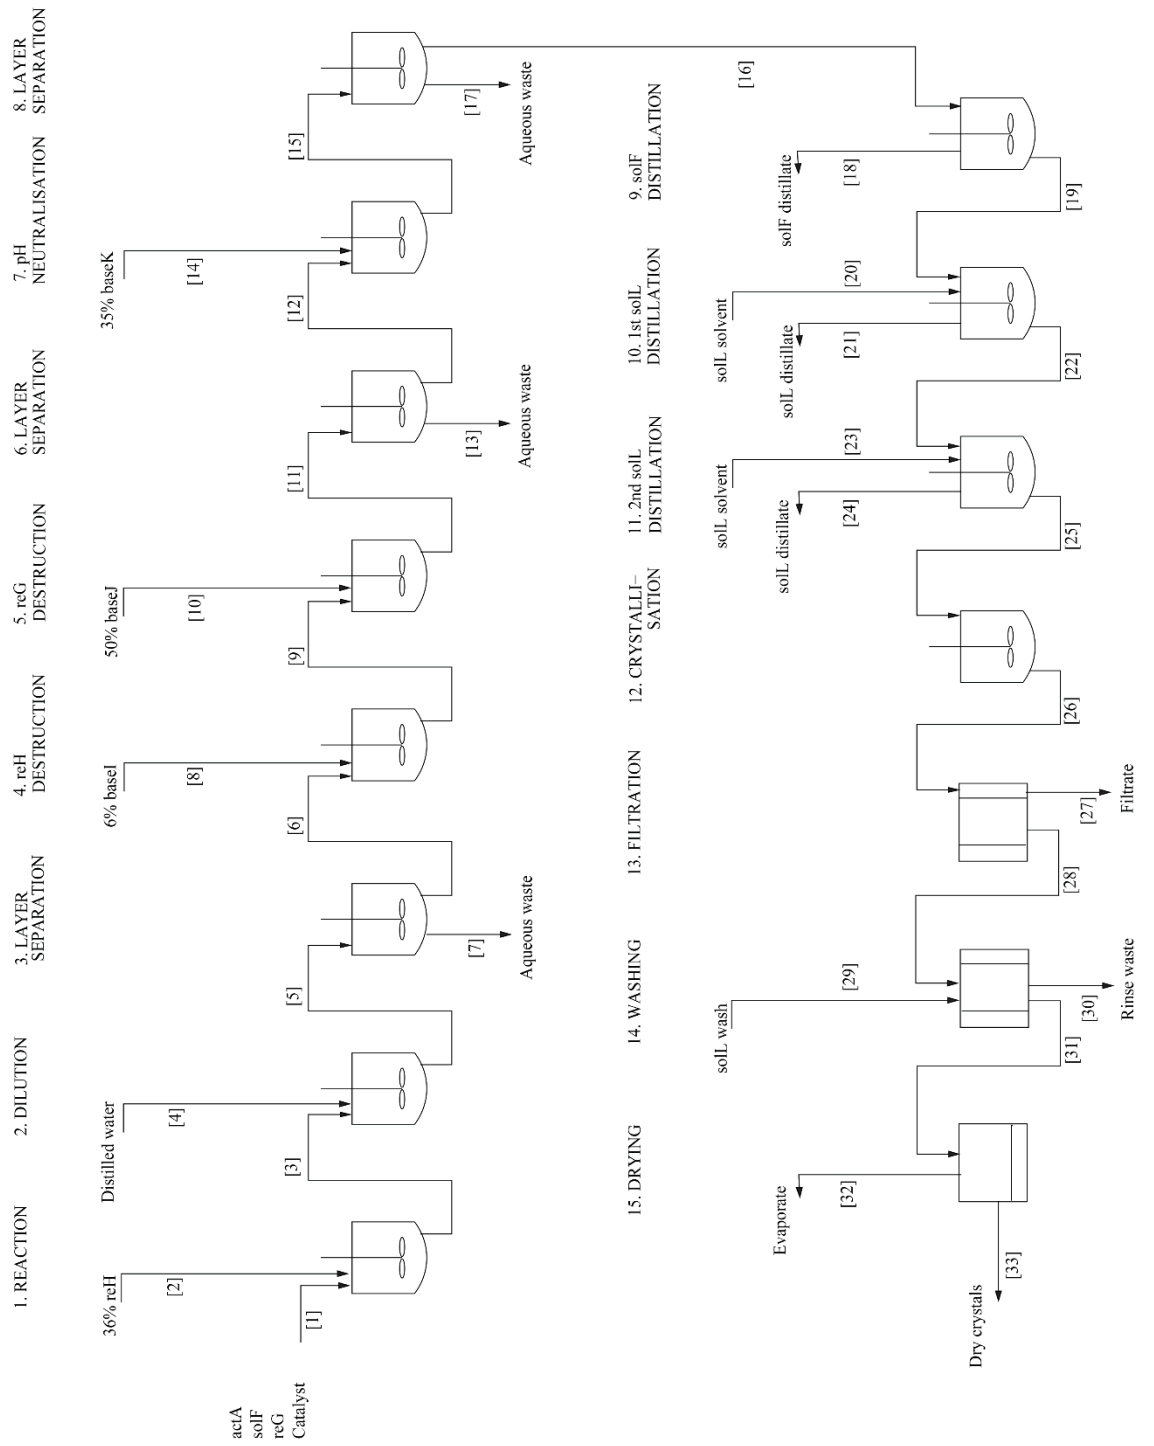 1. REACTION
2. DILUTION
3. LAYER
SEPARATION
4. reH
DESTRUCTION
5. reG
DESTRUCTION
6. LAYER
SEPARATION
7. pH
NEUTRALISATION
8. LAYER
SEPARATION
36% reH
Distilled water
6% baseI
50% baseJ
35% baseK
[2]
[4]
[8]
[10]
[14]
actA
solF
reG
Catalyst
[1]
[3]
[5]
[6]
[9]
[11]
[12]
[15]
[7]
[13]
[17]
Aqueous waste
Aqueous waste
Aqueous waste
[16]
15. DRYING
14. WASHING
13. FILTRATION
12. CRYSTALLI–
SATION
11. 2nd solL
DISTILLATION
10. 1st solL
DISTILLATION
9. solF
DISTILLATION
solL wash
solL solvent
solL solvent
Evaporate
solL distillate
solL distillate
solF distillate
[32]
[29]
[24]
[23]
[21]
[20]
[18]
Dry crystals
[33]
[31]
[30]
[28]
[27]
[26]
[25]
[22]
[19]
Rinse waste
Filtrate